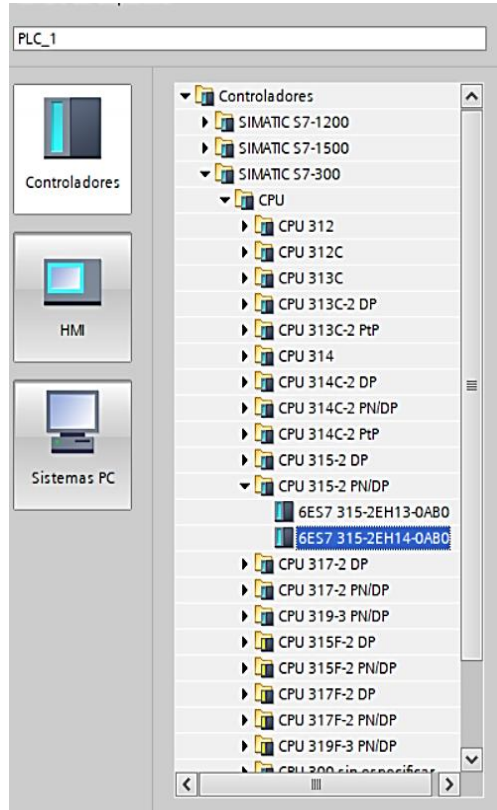 PLC_1
Controladores
HMI
Sistemas PC
Controladores
SIMATIC S7-1200
SIMATIC S7-1500
SIMATIC S7-300
CPU
CPU 312
CPU 312C
CPU 313C
CPU 313C-2 DP
CPU 313C-2 PtP
CPU 314
CPU 314C-2 DP
CPU 314C-2 PN/DP
CPU 314C-2 PtP
CPU 315-2 DP
CPU 315-2 PN/DP
6ES7 315-2EH13-0AB0
6ES7 315-2EH14-0AB0
CPU 317-2 DP
CPU 317-2 PN/DP
CPU 319-3 PN/DP
CPU 315F-2 DP
CPU 315F-2 PN/DP
CPU 317F-2 DP
CPU 317F-2 PN/DP
CPU 319F-3 PN/DP
CPU 300 sin especificar